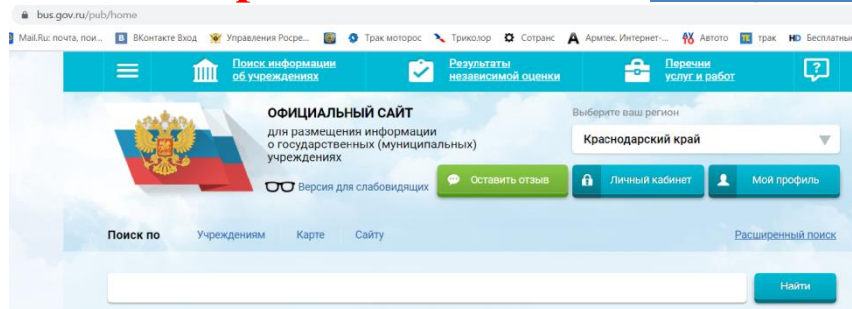 bus.gov.ru/pub/home
Mail.Ru: почта, пои... ВКонтакте Вход Управления Росре... Трак моторос Триколор Сотранс Армтек. Интернет-... Автото трак HD Бесплатные
Поиск информации
об учреждениях
Результаты
независимой оценки
Перечни
услуг и работ
ОФИЦИАЛЬНЫЙ САЙТ
для размещения информации
о государственных (муниципальных)
учреждениях
Версия для слабовидящих
Оставить отзыв
Выберите ваш регион
Краснодарский край
Личный кабинет
Мой профиль
Поиск по Учреждениям Карте Сайту Расширенный поиск
Найти